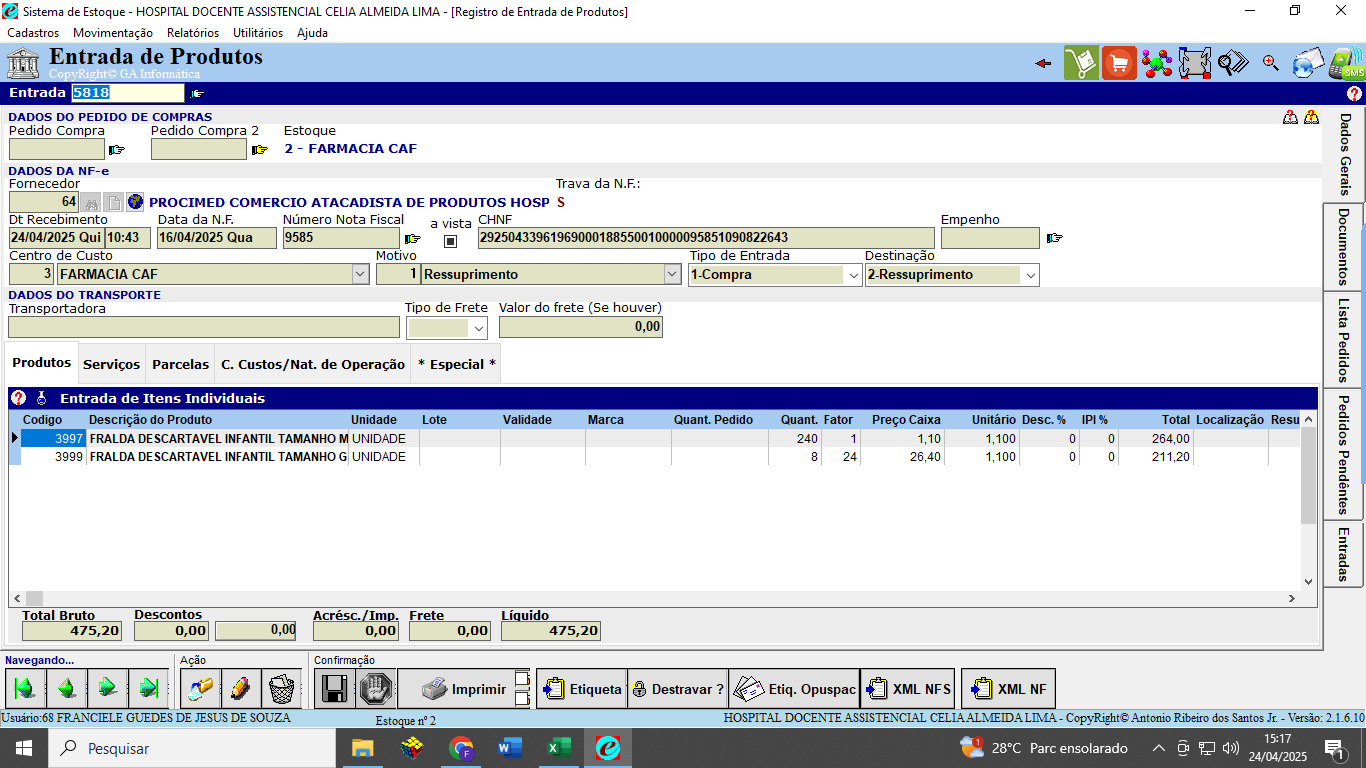 Sistema de Estoque - HOSPITAL DOCENTE ASSISTENCIAL CELIA ALMEIDA LIMA - [Registro de Entrada de Produtos]
Cadastros Movimentação Relatórios Utilitários Ajuda
Entrada de Produtos
CopyRight© GA Informática
SMS
Entrada 5818
DADOS DO PEDIDO DE COMPRAS
Pedido Compra Pedido Compra 2 Estoque
2 - FARMACIA CAF
DADOS DA NF-e
Fornecedor Trava da N.F.:
64 PROCIMED COMERCIO ATACADISTA DE PRODUTOS HOSP S
Dt Recebimento Data da N.F. Número Nota Fiscal a vista CHNF Empenho
24/04/2025 Qui 10:43 16/04/2025 Qua 9585 29250433961969000188550010000095851090822643
Centro de Custo Motivo Tipo de Entrada Destinação
3 FARMACIA CAF 1 Ressuprimento 1-Compra 2-Ressuprimento
DADOS DO TRANSPORTE
Transportadora Tipo de Frete Valor do frete (Se houver)
0,00
Produtos Serviços Parcelas C. Custos/Nat. de Operação * Especial *
Entrada de Itens Individuais
Codigo Descrição do Produto Unidade Lote Validade Marca Quant. Pedido Quant. Fator Preço Caixa Unitário Desc. % IPI % Total Localização Resu
3997 FRALDA DESCARTAVEL INFANTIL TAMANHO M UNIDADE 240 1 1,10 1,100 0 0 264,00
3999 FRALDA DESCARTAVEL INFANTIL TAMANHO G UNIDADE 8 24 26,40 1,100 0 0 211,20
Total Bruto Descontos Acrésc./Imp. Frete Líquido
475,20 0,00 0,00 0,00 0,00 475,20
Dados Gerais
Documentos
Lista Pedidos
Pedidos Pendêntes
Entradas
Navegando... Ação Confirmação
Imprimir Etiqueta Destravar ? Etiq. Opuspac XML NFS XML NF
Usuário:68 FRANCIELE GUEDES DE JESUS DE SOUZA Estoque nº 2 HOSPITAL DOCENTE ASSISTENCIAL CELIA ALMEIDA LIMA - CopyRight© Antonio Ribeiro dos Santos Jr. - Versão: 2.1.6.10
Pesquisar 28°C Parc ensolarado 15:17
24/04/2025